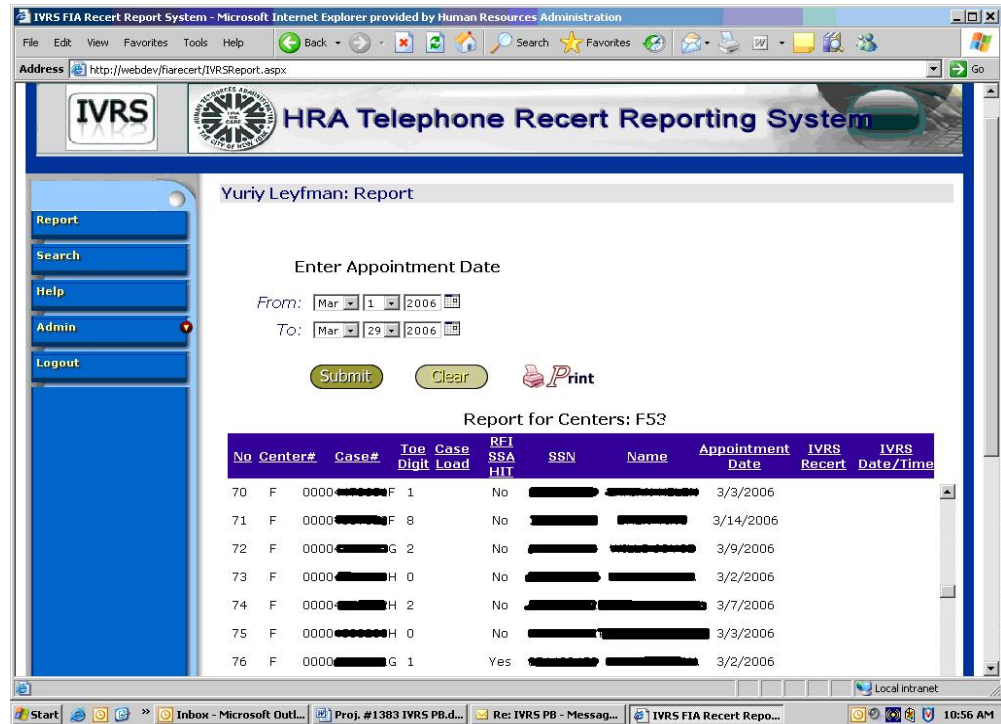 IVRS FIA Recert Report System - Microsoft Internet Explorer provided by Human Resources Administration
File Edit View Favorites Tools Help Back Search Favorites
Address http://webdev/fiarecert/IVRSReport.aspx Go
IVRS HRA Telephone Recert Reporting System
Yuriy Leyfman: Report
Report
Search
Help
Admin
Logout
Enter Appointment Date
From: Mar 1 2006
To: Mar 29 2006
Submit Clear Print
Report for Centers: F53
No Center# Case# Toe Digit Case Load RFI SSA HIT SSN Name Appointment Date IVRS Recert IVRS Date/Time
70 F 0000 F 1 No 3/3/2006
71 F 0000 F 8 No 3/14/2006
72 F 0000 G 2 No 3/9/2006
73 F 0000 H 0 No 3/2/2006
74 F 0000 H 2 No 3/7/2006
75 F 0000 H 0 No 3/3/2006
76 F 0000 G 1 Yes 3/2/2006
Local intranet
Start Inbox - Microsoft Outl... Proj. #1383 IVRS PB.d... Re: IVRS PB - Messag... IVRS FIA Recert Repo... 10:56 AM